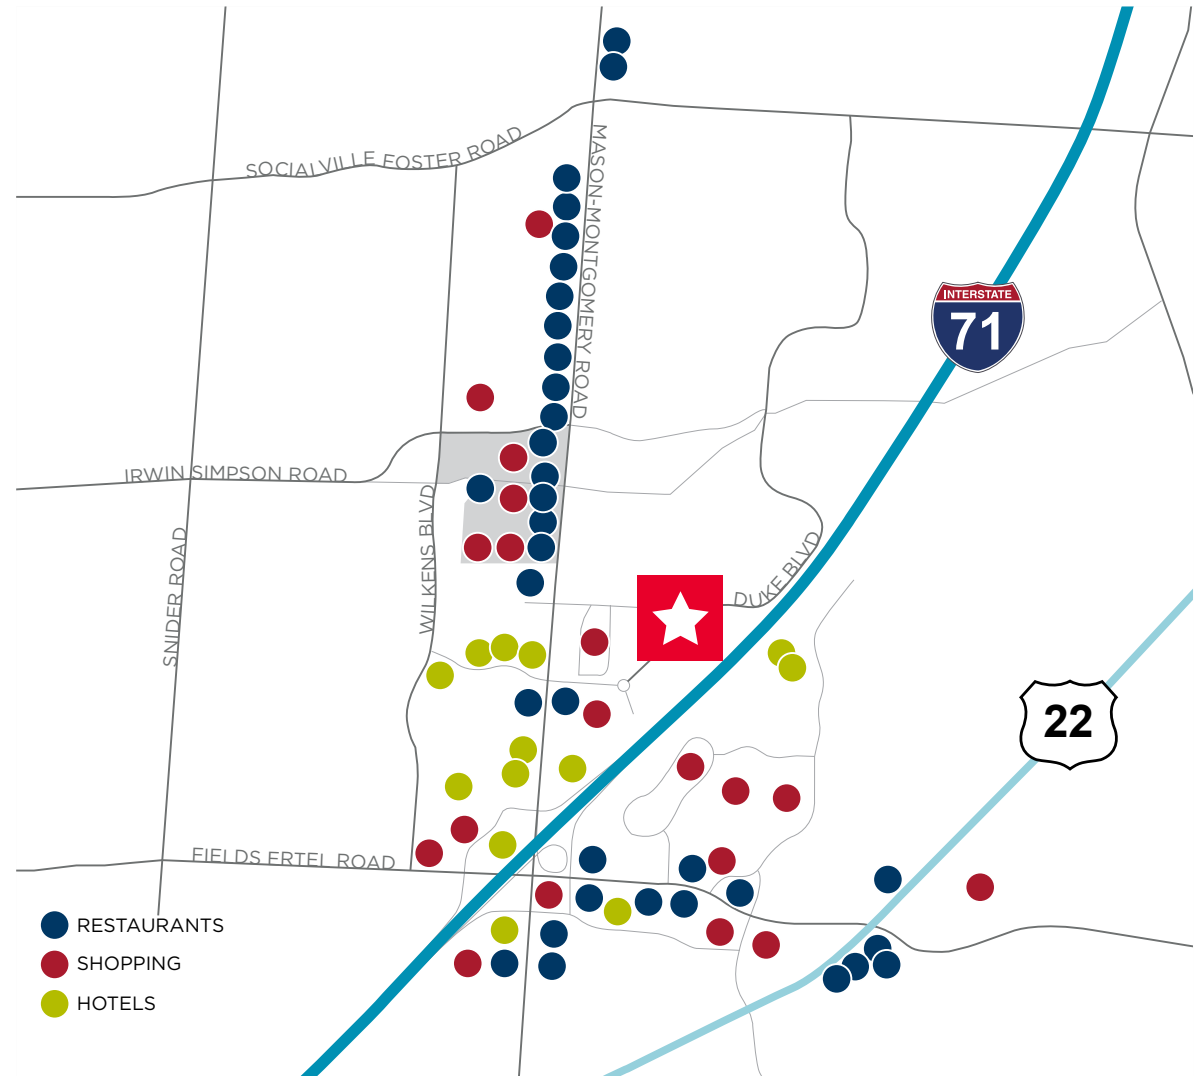 SOCIALVILLE FOSTER ROAD
MASON-MONTGOMERY ROAD
INTERSTATE
71
IRWIN SIMPSON ROAD
WILKENS BLVD
SNIDER ROAD
DUKE BLVD
22
FIELDS ERTEL ROAD
RESTAURANTS
SHOPPING
HOTELS